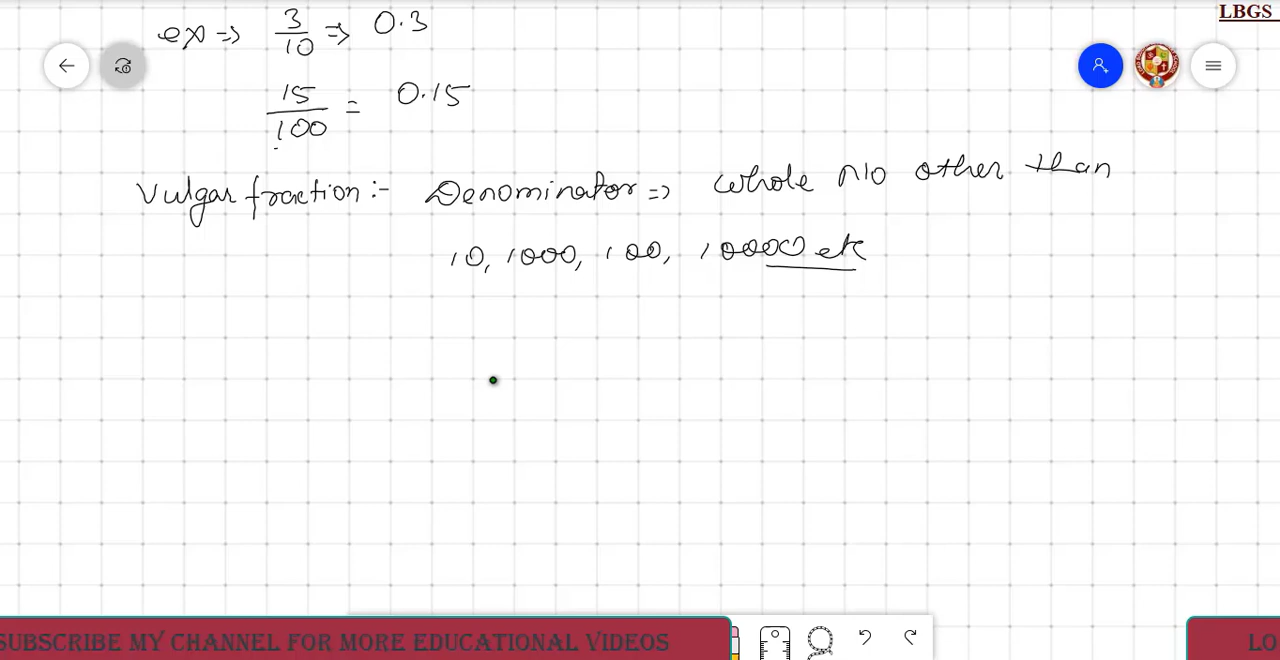 LBGS
ex ⇒ 3/10 ⇒ 0.3
15/100 = 0.15
Vulgar fraction :- Denominator ⇒ whole No other than
10, 1000, 100, 10000 etc
SUBSCRIBE MY CHANNEL FOR MORE EDUCATIONAL VIDEOS
LO